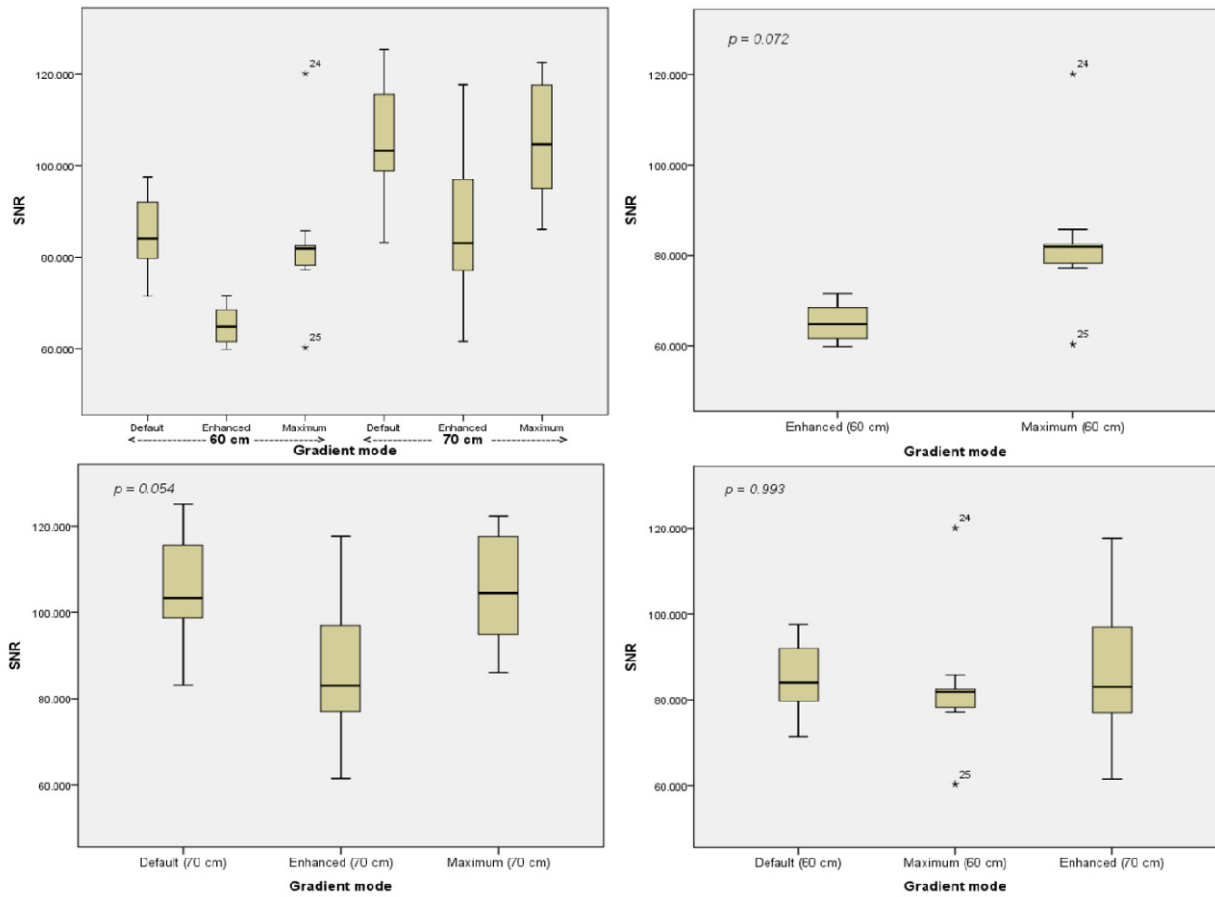 120.000
100.000
80.000
60.000
SNR
24
25
Default Enhanced Maximum Default Enhanced Maximum
<---------------- 60 cm ----------------> <---------------- 70 cm ---------------->
Gradient mode
p = 0.072
120.000
100.000
80.000
60.000
SNR
24
25
Enhanced (60 cm) Maximum (60 cm)
Gradient mode
p = 0.054
120.000
100.000
80.000
60.000
SNR
Default (70 cm) Enhanced (70 cm) Maximum (70 cm)
Gradient mode
p = 0.993
120.000
100.000
80.000
60.000
SNR
24
25
Default (60 cm) Maximum (60 cm) Enhanced (70 cm)
Gradient mode